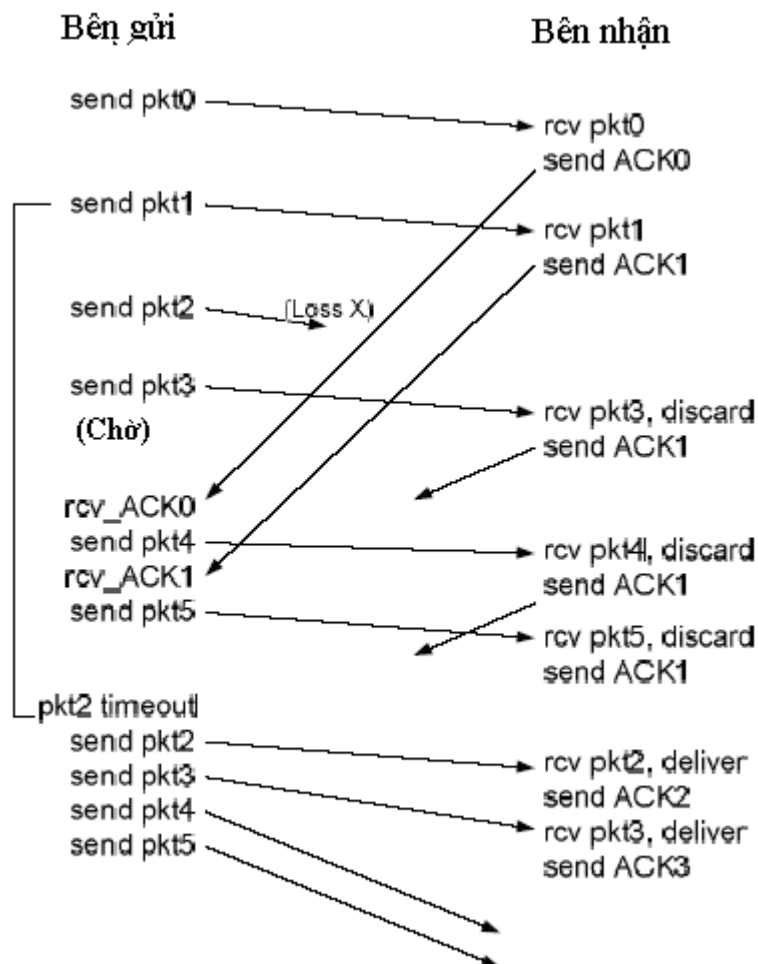 Bên gửi
send pkt0
send pkt1
send pkt2
(Loss X)
send pkt3
(Chờ)
rcv_ACK0
send pkt4
rcv_ACK1
send pkt5
pkt2 timeout
send pkt2
send pkt3
send pkt4
send pkt5
Bên nhận
rcv pkt0
send ACK0
rcv pkt1
send ACK1
rcv pkt3, discard
send ACK1
rcv pkt4, discard
send ACK1
rcv pkt5, discard
send ACK1
rcv pkt2, deliver
send ACK2
rcv pkt3, deliver
send ACK3